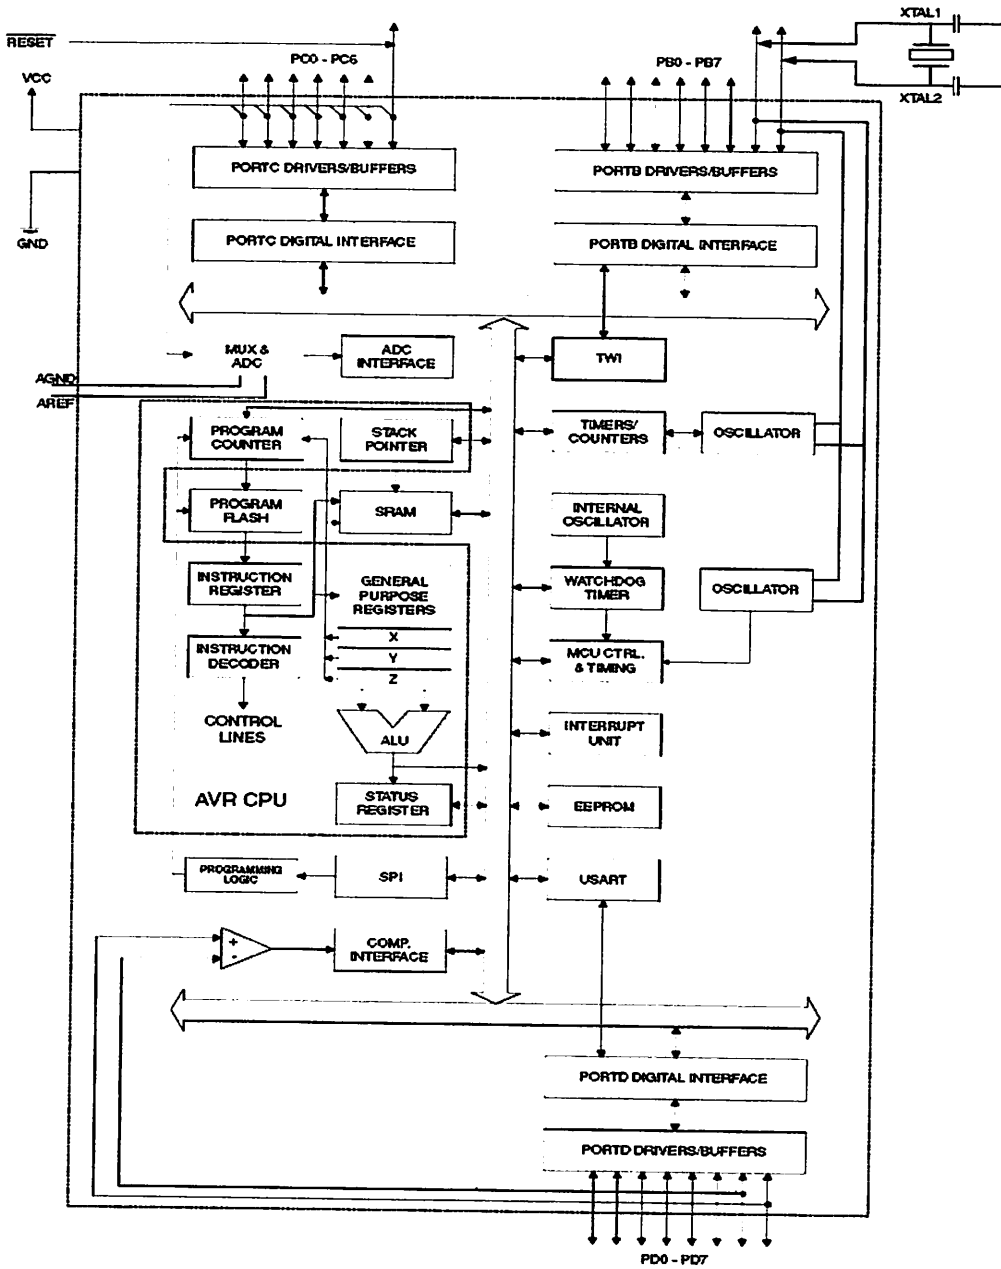 XTAL1
RESET
PC0 - PC6
PB0 - PB7
VCC
XTAL2
PORTC DRIVERS/BUFFERS
PORTB DRIVERS/BUFFERS
GND
PORTC DIGITAL INTERFACE
PORTB DIGITAL INTERFACE
MUX &
ADC
ADC
INTERFACE
TWI
AGND
AREF
PROGRAM
COUNTER
STACK
POINTER
TIMERS/
COUNTERS
OSCILLATOR
PROGRAM
FLASH
SRAM
INTERNAL
OSCILLATOR
INSTRUCTION
REGISTER
GENERAL
PURPOSE
REGISTERS
WATCHDOG
TIMER
OSCILLATOR
X
INSTRUCTION
DECODER
Y
Z
MCU CTRL.
& TIMING
CONTROL
LINES
ALU
INTERRUPT
UNIT
AVR CPU
STATUS
REGISTER
EEPROM
PROGRAMMING
LOGIC
SPI
USART
+
-
COMP.
INTERFACE
PORTD DIGITAL INTERFACE
PORTD DRIVERS/BUFFERS
PD0 - PD7